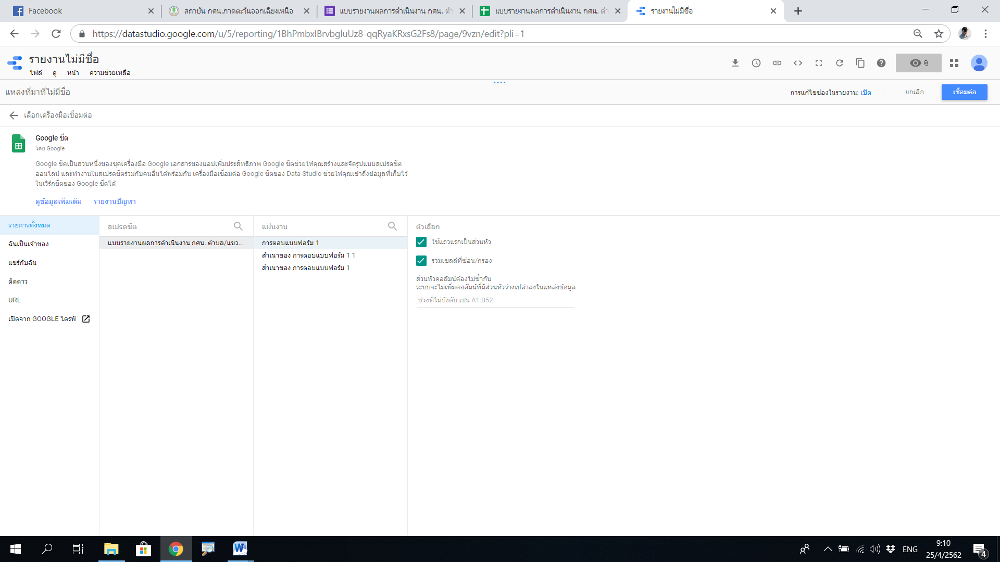 Facebook
สถาบัน กศน.ภาคตะวันออกเฉียงเหนือ
แบบรายงานผลการดำเนินงาน กศน. ตำ
แบบรายงานผลการดำเนินงาน กศน. ตำ
รายงานไม่มีชื่อ
https://datastudio.google.com/u/5/reporting/1BhPmbxIBrvbgluUz8-qqRyaKRxsG2Fs8/page/9vzn/edit?pli=1
รายงานไม่มีชื่อ
ไฟล์ ดู หน้า ความช่วยเหลือ
ดู
แหล่งที่มาที่ไม่มีชื่อ
การแก้ไขช่องในรายงาน: เปิด
ยกเลิก
เชื่อมต่อ
เลือกเครื่องมือเชื่อมต่อ
Google ชีต
โดย Google
Google ชีตเป็นส่วนหนึ่งของชุดเครื่องมือ Google เอกสารของแอปเพิ่มประสิทธิภาพ Google ชีตช่วยให้คุณสร้างและจัดรูปแบบสเปรดชีต
ออนไลน์ และทำงานในสเปรดชีตร่วมกับคนอื่นได้พร้อมกัน เครื่องมือเชื่อมต่อ Google ชีตของ Data Studio ช่วยให้คุณเข้าถึงข้อมูลที่เก็บไว้
ในเวิร์กชีตของ Google ชีตได้
ดูข้อมูลเพิ่มเติม รายงานปัญหา
รายการทั้งหมด
ฉันเป็นเจ้าของ
แชร์กับฉัน
ติดดาว
URL
เปิดจาก GOOGLE ไดรฟ์
สเปรดชีต
แบบรายงานผลการดำเนินงาน กศน. ตำบล/แขว...
แผ่นงาน
การตอบแบบฟอร์ม 1
สำเนาของ การตอบแบบฟอร์ม 1 1
สำเนาของ การตอบแบบฟอร์ม 1
ตัวเลือก
ใช้แถวแรกเป็นส่วนหัว
รวมเซลล์ที่ซ่อน/กรอง
ส่วนหัวคอลัมน์ต้องไม่ซ้ำกัน
ระบบจะไม่เพิ่มคอลัมน์ที่มีส่วนหัวว่างเปล่าลงในแหล่งข้อมูล
ช่วงที่ไม่บังคับ เช่น A1:B52
ENG
9:10
25/4/2562
4